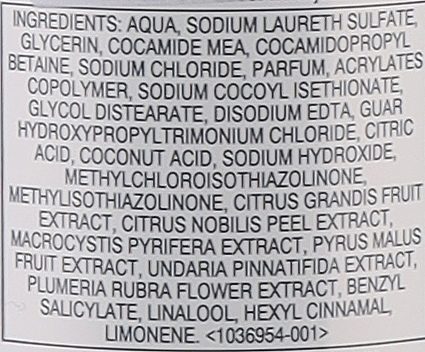 INGREDIENTS: AQUA, SODIUM LAURETH SULFATE,
GLYCERIN, COCAMIDE MEA, COCAMIDOPROPYL
BETAINE, SODIUM CHLORIDE, PARFUM, ACRYLATES
COPOLYMER, SODIUM COCOYL ISETHIONATE,
GLYCOL DISTEARATE, DISODIUM EDTA, GUAR
HYDROXYPROPYLTRIMONIUM CHLORIDE, CITRIC
ACID, COCONUT ACID, SODIUM HYDROXIDE,
METHYLCHLOROISOTHIAZOLINONE,
METHYLISOTHIAZOLINONE, CITRUS GRANDIS FRUIT
EXTRACT, CITRUS NOBILIS PEEL EXTRACT,
MACROCYSTIS PYRIFERA EXTRACT, PYRUS MALUS
FRUIT EXTRACT, UNDARIA PINNATIFIDA EXTRACT,
PLUMERIA RUBRA FLOWER EXTRACT, BENZYL
SALICYLATE, LINALOOL, HEXYL CINNAMAL,
LIMONENE. <1036954-001>